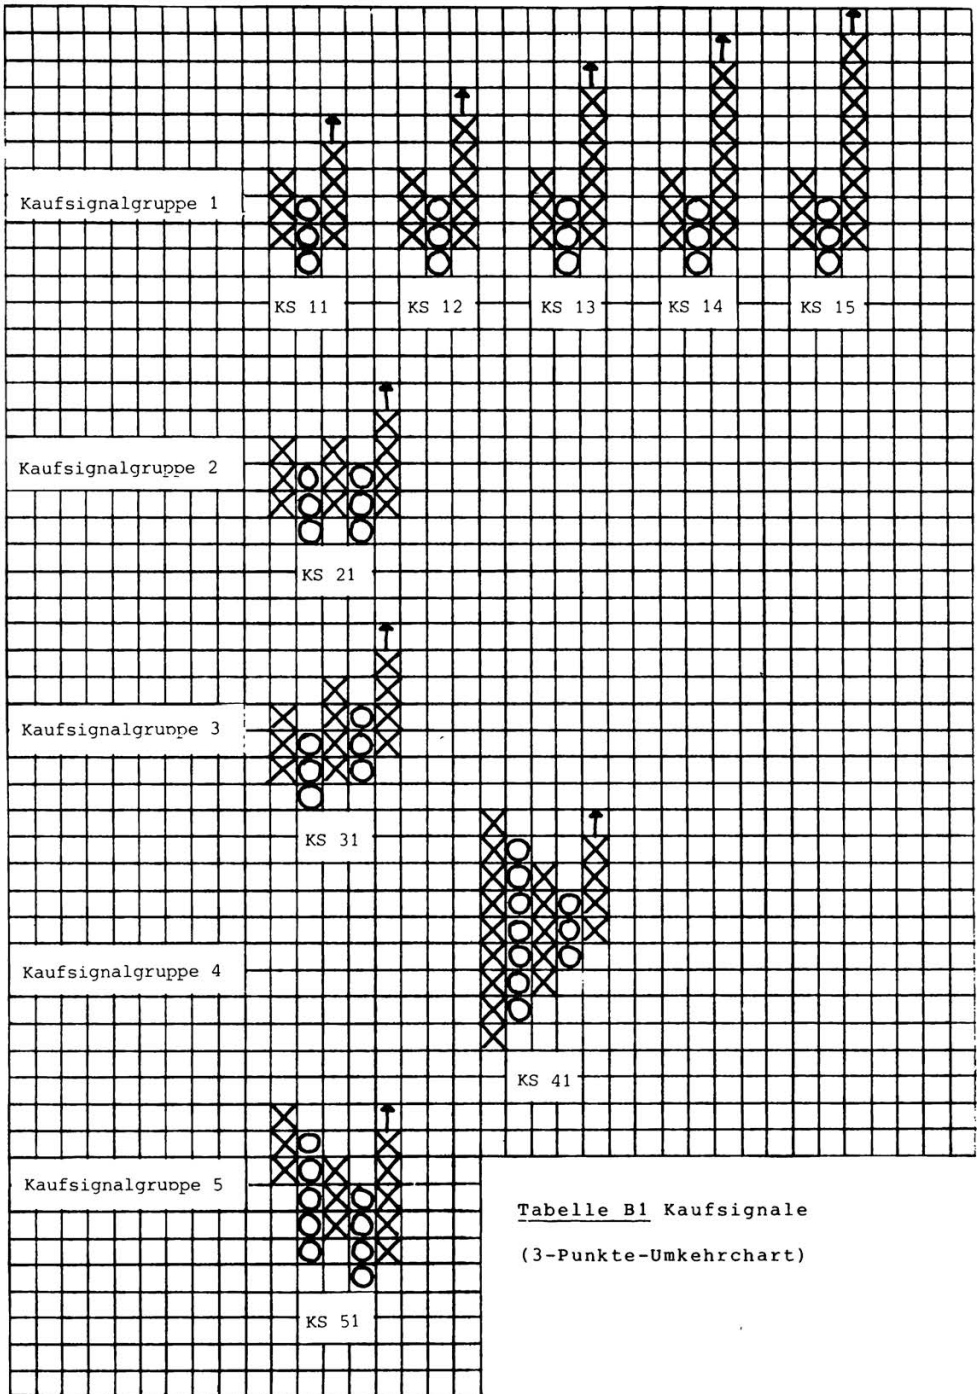 Kaufsignalgruppe 1
KS 11
KS 12
KS 13
KS 14
KS 15
Kaufsignalgruppe 2
KS 21
Kaufsignalgruppe 3
KS 31
Kaufsignalgruppe 4
KS 41
Kaufsignalgruppe 5
KS 51
Tabelle B1 Kaufsignale
(3-Punkte-Umkehrchart)